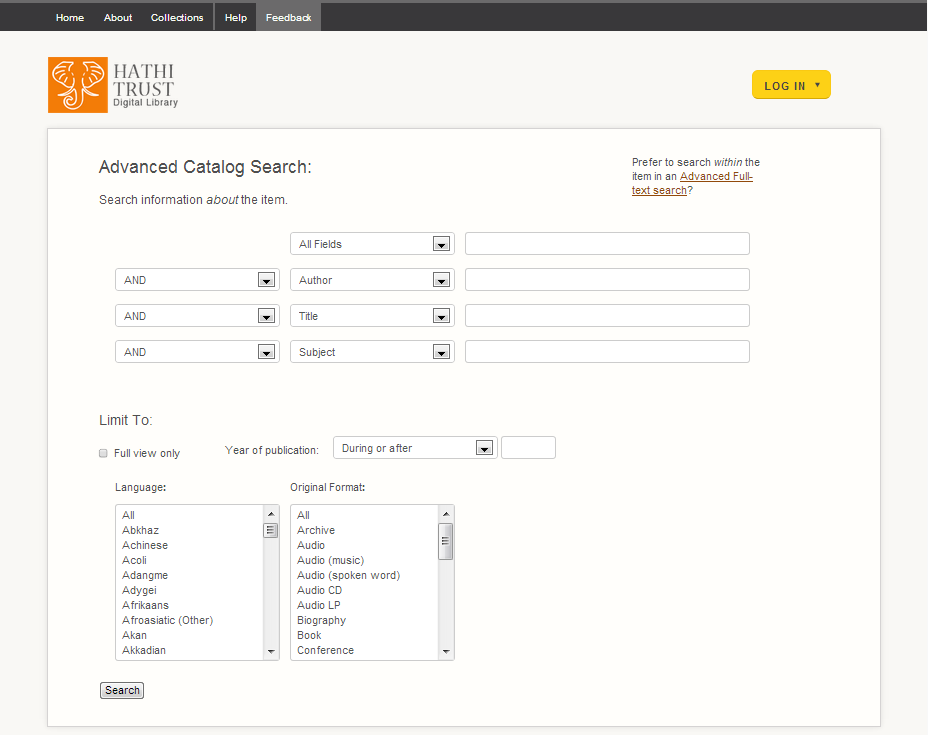 Home About Collections Help Feedback
HATHI
TRUST
Digital Library
LOG IN
Advanced Catalog Search:
Search information about the item.
Prefer to search within the
item in an Advanced Full-
text search?
All Fields
AND Author
AND Title
AND Subject
Limit To:
Full view only Year of publication: During or after
Language:
All
Abkhaz
Achinese
Acoli
Adangme
Adygei
Afrikaans
Afroasiatic (Other)
Akan
Akkadian
Original Format:
All
Archive
Audio
Audio (music)
Audio (spoken word)
Audio CD
Audio LP
Biography
Book
Conference
Search